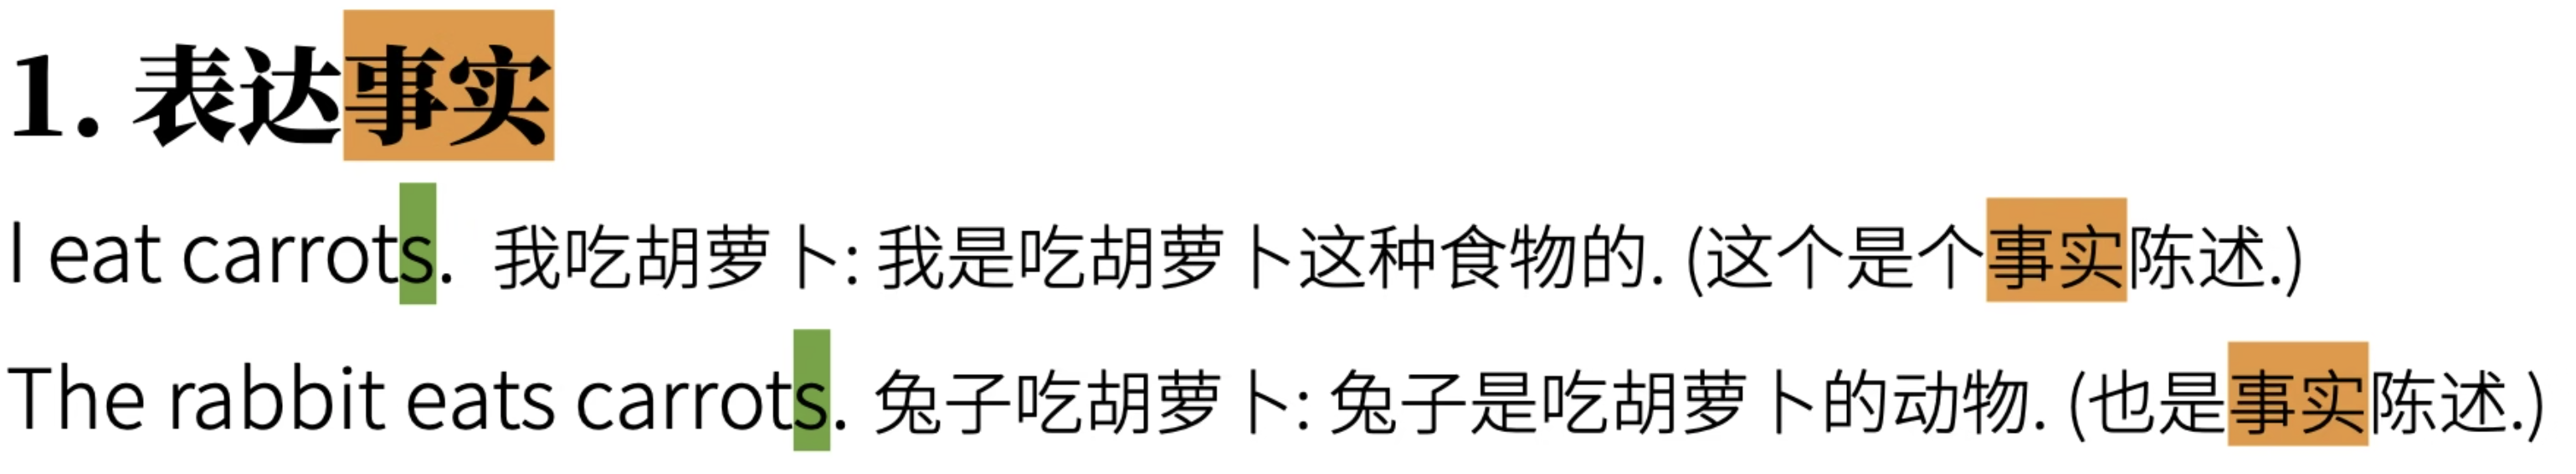 1. 表达事实
I eat carrots. 我吃胡萝卜: 我是吃胡萝卜这种食物的. (这个是个事实陈述.)
The rabbit eats carrots. 兔子吃胡萝卜: 兔子是吃胡萝卜的动物. (也是事实陈述.)